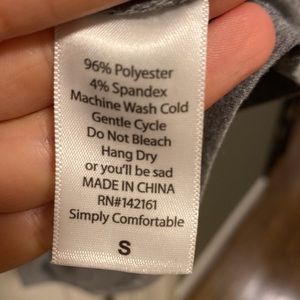 96% Polyester
4% Spandex
Machine Wash Cold
Gentle Cycle
Do Not Bleach
Hang Dry
or you'll be sad
MADE IN CHINA
RN#142161
Simply Comfortable
S